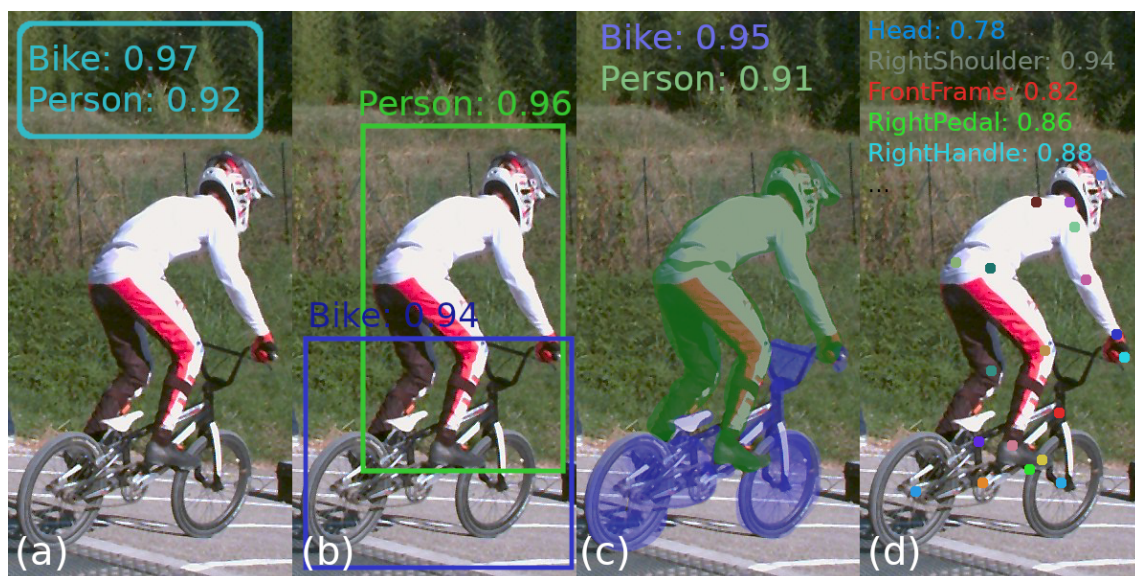 Bike: 0.97
Person: 0.92
(a)
Person: 0.96
Bike: 0.94
(b)
Bike: 0.95
Person: 0.91
(c)
Head: 0.78
RightShoulder: 0.94
FrontFrame: 0.82
RightPedal: 0.86
RightHandle: 0.88
...
(d)